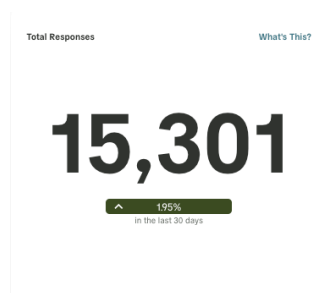 Total Responses
What's This?
15,301
1.95%
in the last 30 days